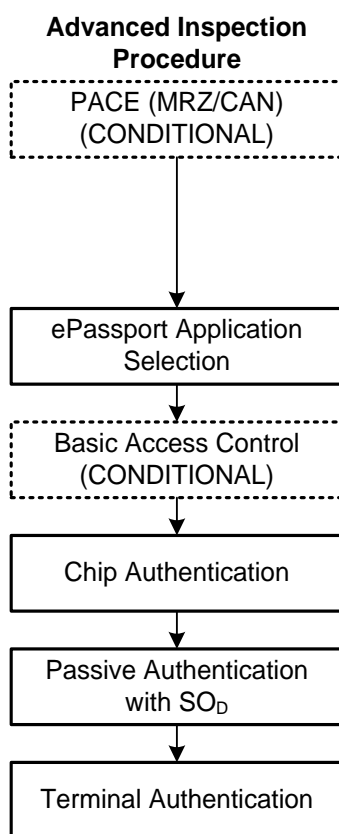 Advanced Inspection
Procedure
PACE (MRZ/CAN)
(CONDITIONAL)
ePassport Application
Selection
Basic Access Control
(CONDITIONAL)
Chip Authentication
Passive Authentication
with SOD
Terminal Authentication